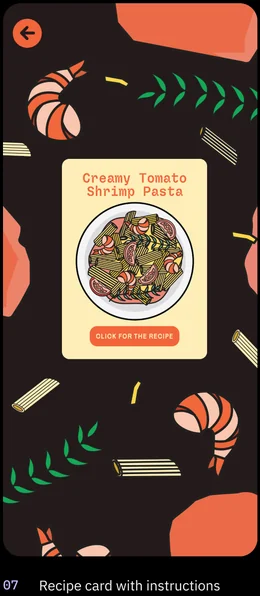 Creamy Tomato
Shrimp Pasta
CLICK FOR THE RECIPE
07 Recipe card with instructions